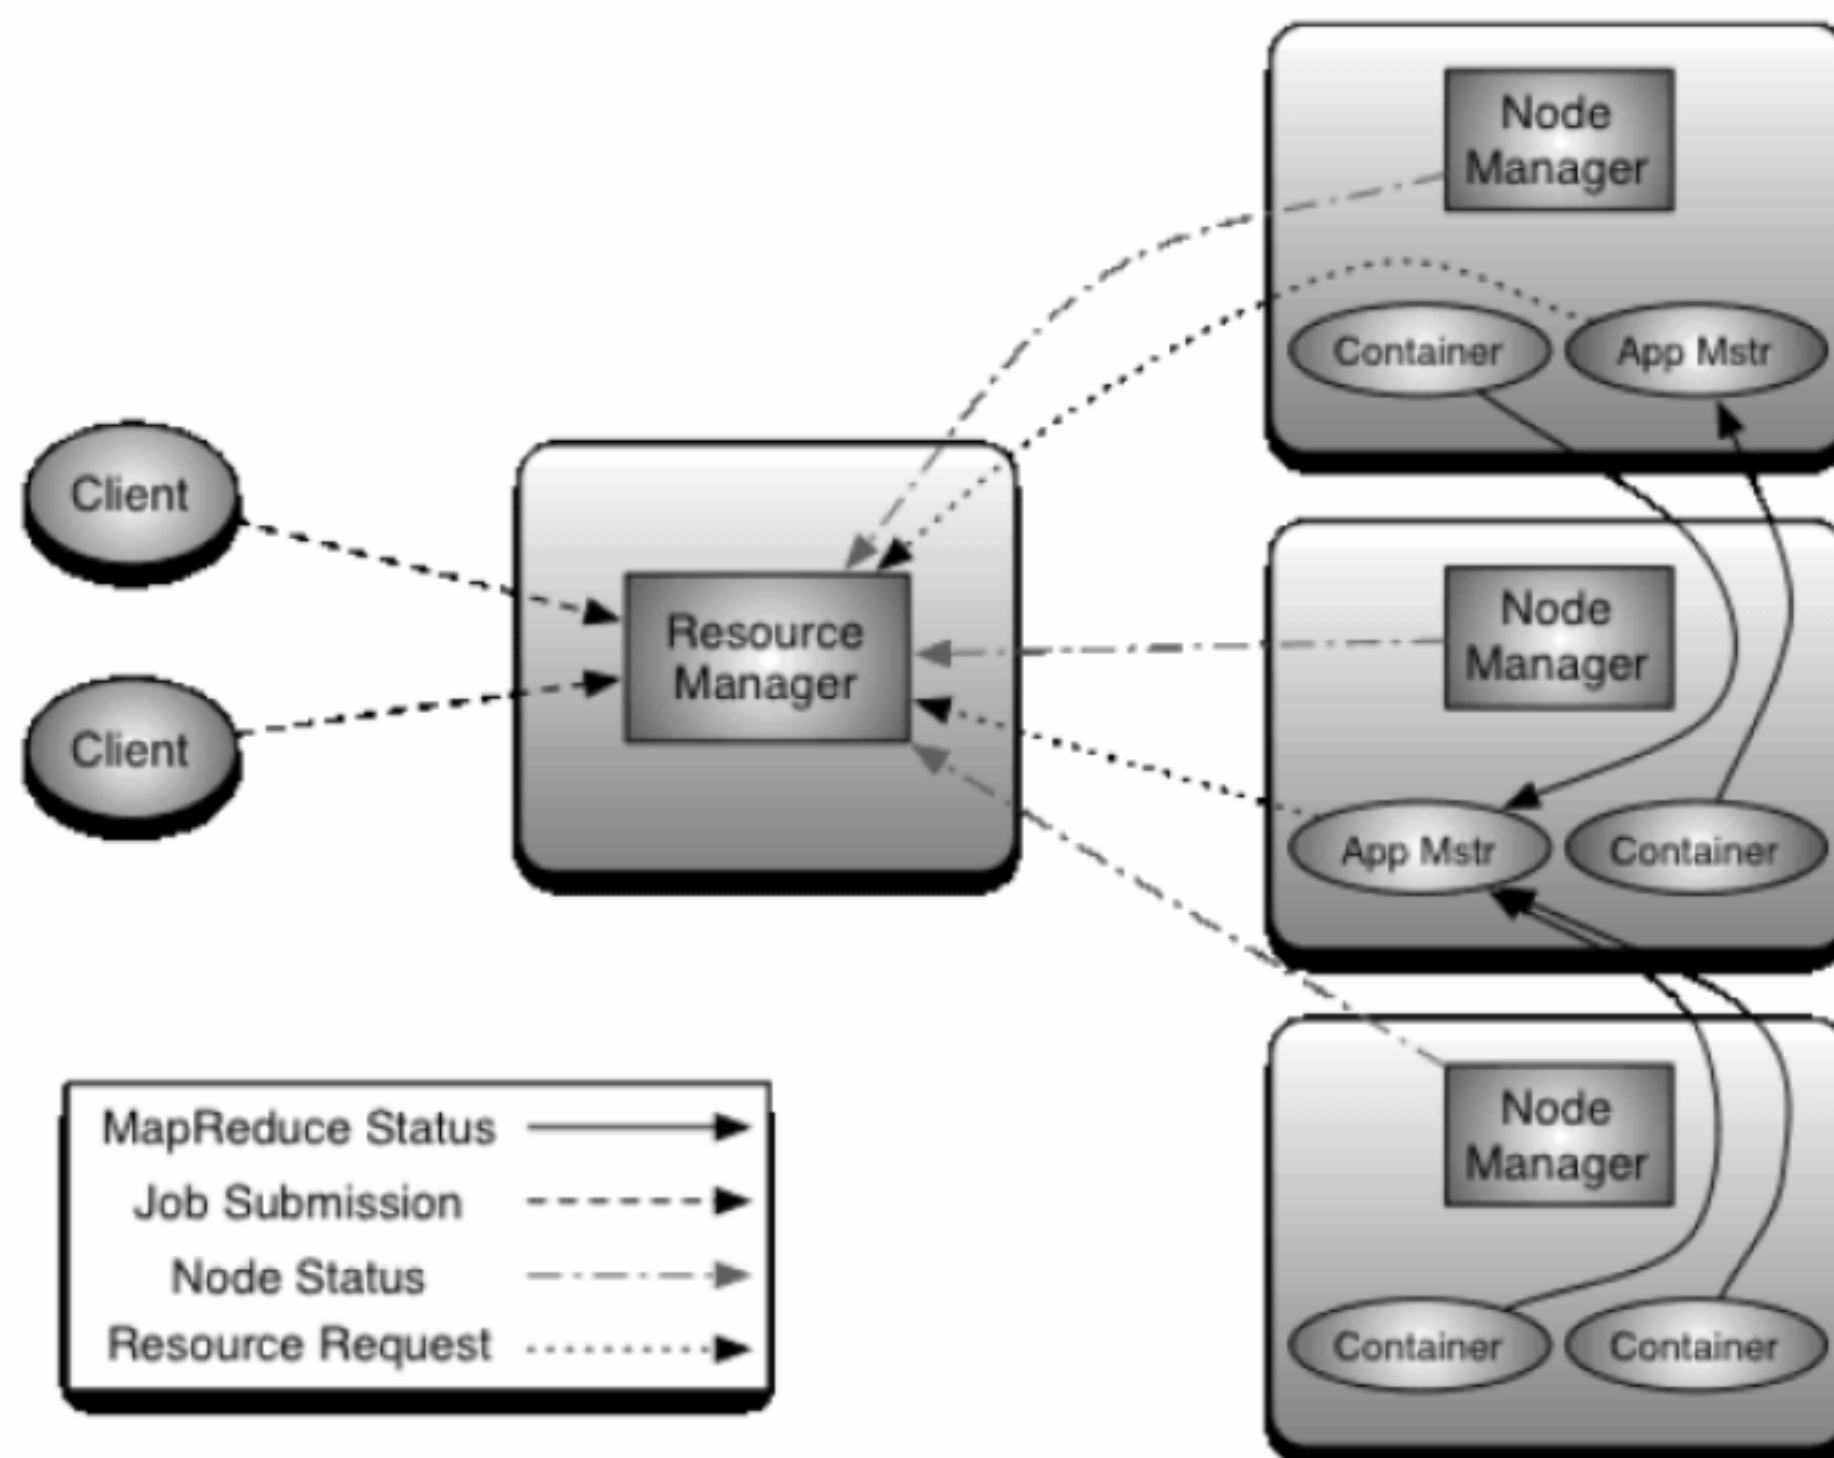 Client
Client
Resource
Manager
Node
Manager
Container
App Mstr
Node
Manager
App Mstr
Container
Node
Manager
Container
Container
MapReduce Status
Job Submission
Node Status
Resource Request